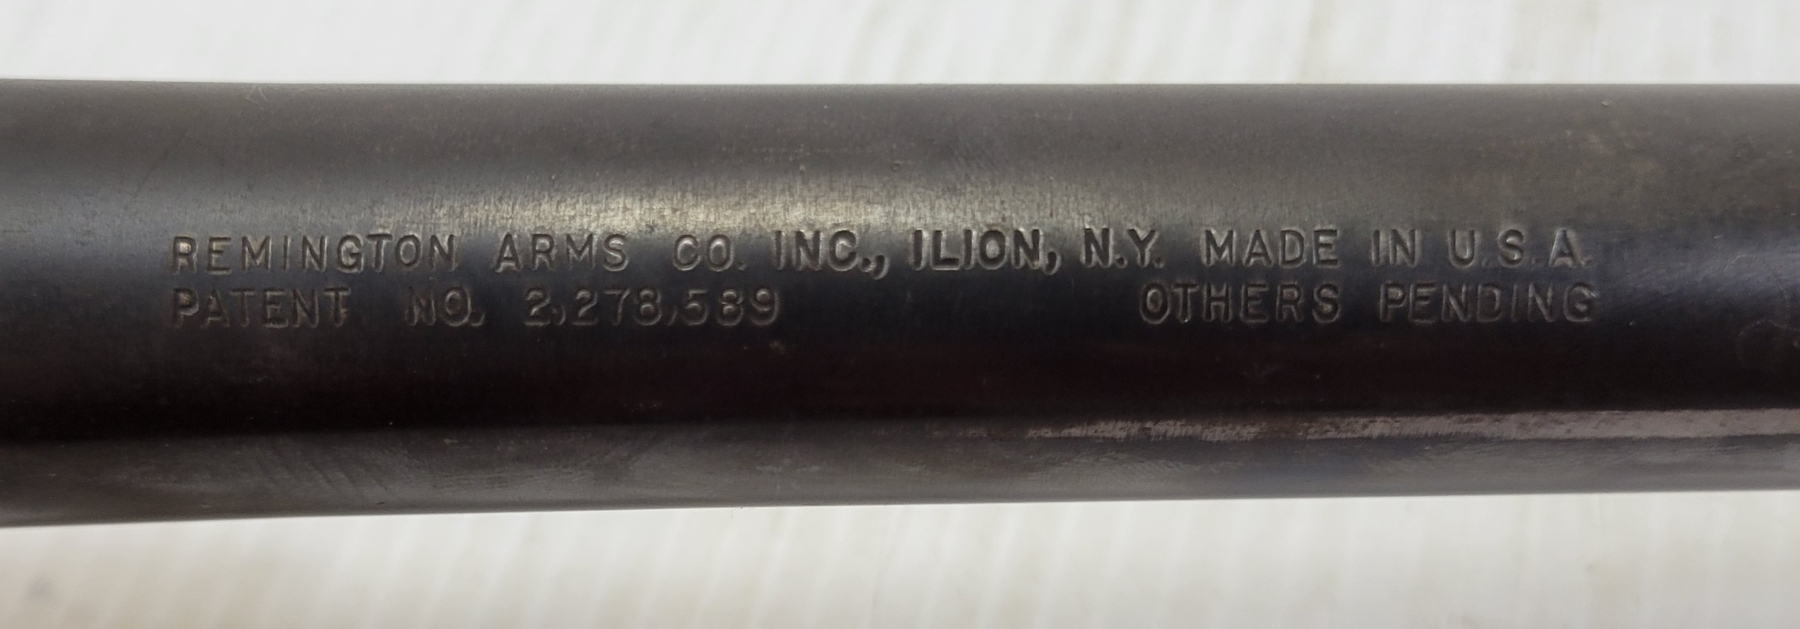 REMINGTON ARMS CO. INC., ILION, N.Y. MADE IN U.S.A.
PATENT NO. 2,278,589 OTHERS PENDING